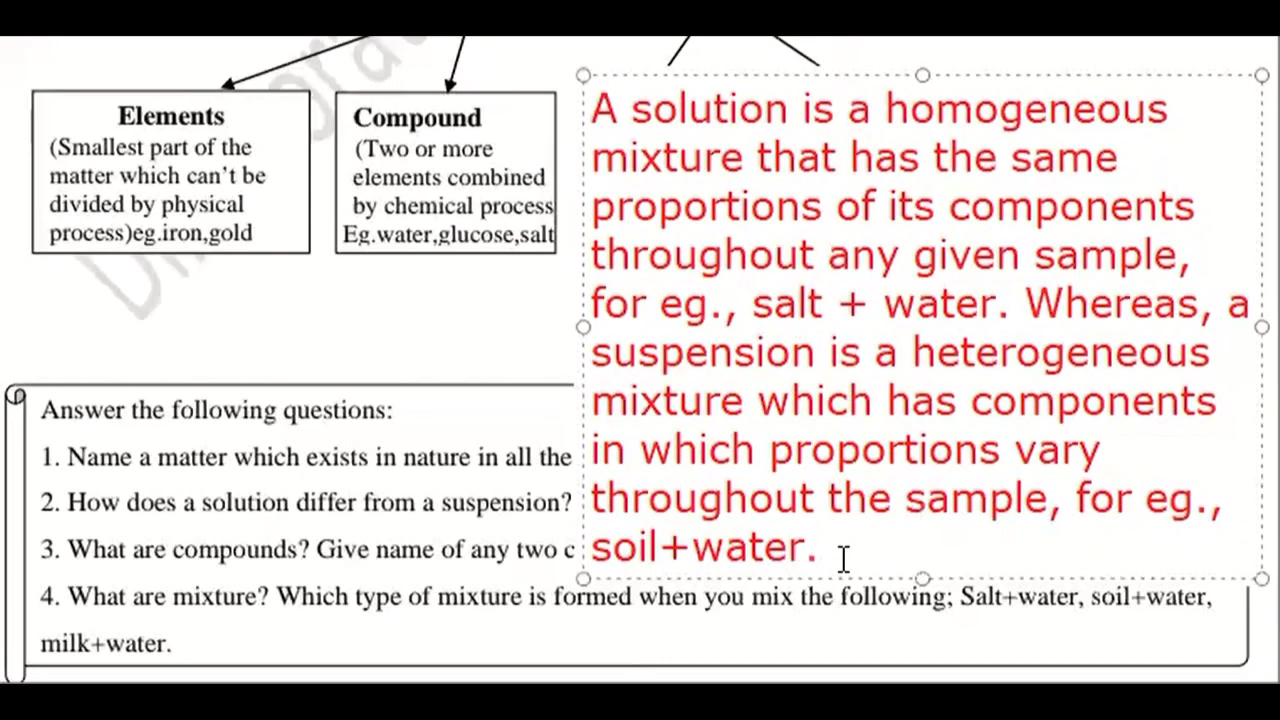 Elements
(Smallest part of the
matter which can't be
divided by physical
process)eg.iron,gold
Compound
(Two or more
elements combined
by chemical process
Eg.water,glucose,salt
A solution is a homogeneous
mixture that has the same
proportions of its components
throughout any given sample,
for eg., salt + water. Whereas, a
suspension is a heterogeneous
mixture which has components
in which proportions vary
throughout the sample, for eg.,
soil+water.
Answer the following questions:
1. Name a matter which exists in nature in all the
2. How does a solution differ from a suspension?
3. What are compounds? Give name of any two c
4. What are mixture? Which type of mixture is formed when you mix the following; Salt+water, soil+water,
milk+water.